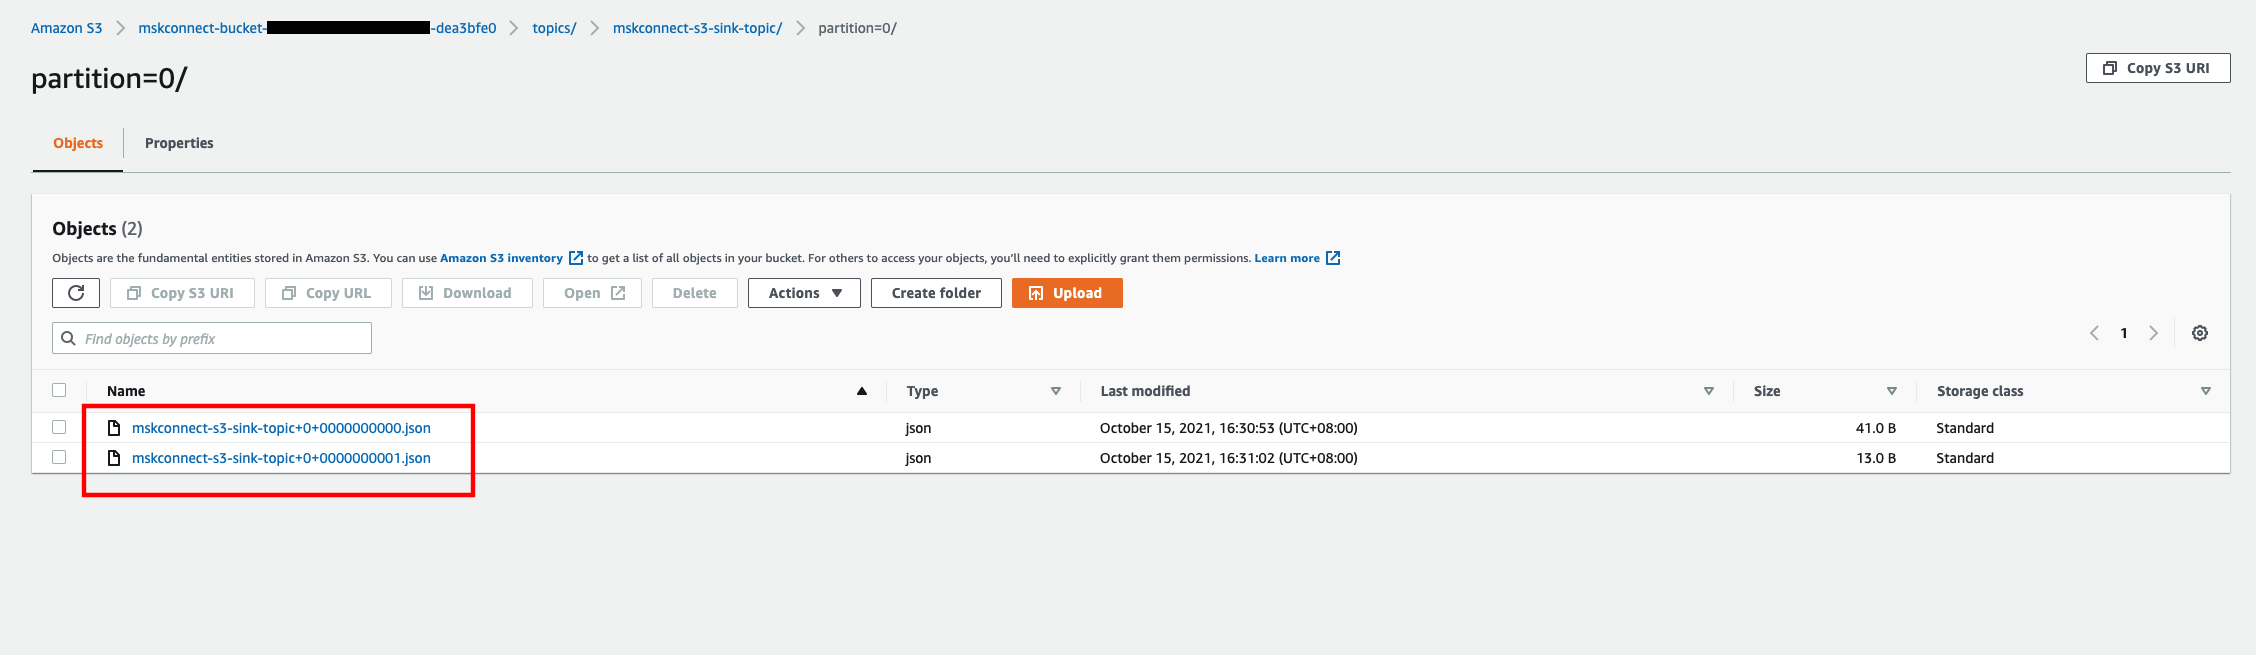 Amazon S3 > mskconnect-bucket- -dea3bfe0 > topics/ > mskconnect-s3-sink-topic/ > partition=0/
partition=0/
Copy S3 URI
Objects Properties
Objects (2)
Objects are the fundamental entities stored in Amazon S3. You can use Amazon S3 inventory to get a list of all objects in your bucket. For others to access your objects, you'll need to explicitly grant them permissions. Learn more
Copy S3 URI Copy URL Download Open Delete Actions Create folder Upload
Find objects by prefix
1
Name Type Last modified Size Storage class
mskconnect-s3-sink-topic+0+0000000000.json json October 15, 2021, 16:30:53 (UTC+08:00) 41.0 B Standard
mskconnect-s3-sink-topic+0+0000000001.json json October 15, 2021, 16:31:02 (UTC+08:00) 13.0 B Standard